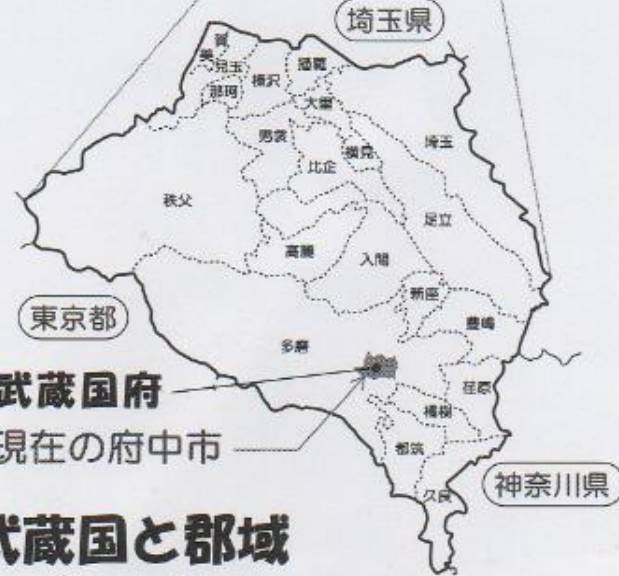 埼玉県
賀
美
児玉
那珂
榛沢
幡羅
大里
男衾
比企
横見
埼玉
秩父
足立
高麗
入間
新座
東京都
豊嶋
多磨
武蔵国府
荏原
橘樹
現在の府中市
都筑
久良
神奈川県
武蔵国と郡域